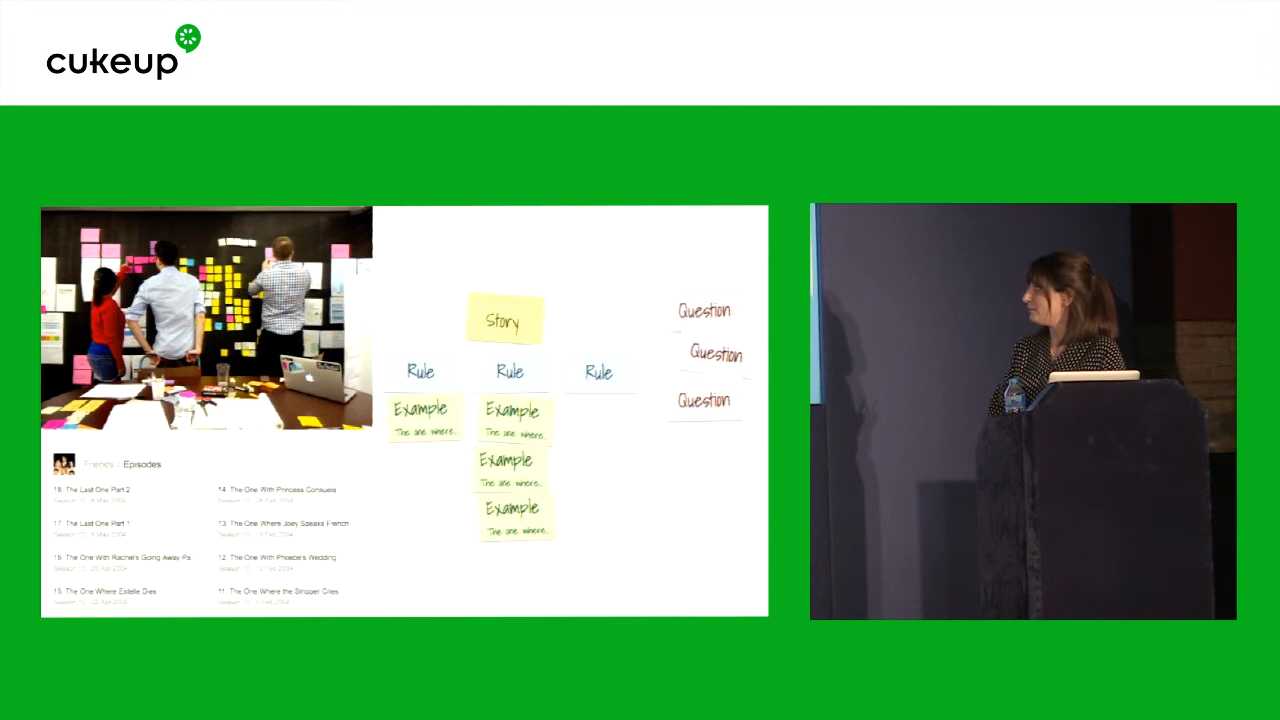 cukeup
Story
Rule
Rule
Rule
Example
The one where..
Example
The one where..
Example
The one where..
Example
The one where..
Question
Question
Question
Friends - Episodes
18. The Last One Part 2
17. The Last One Part 1
16. The One With Rachel's Going Away Pa...
15. The One Where Estelle Dies
14. The One With Princess Consuela
13. The One Where Joey Speaks French
12. The One With Phoebe's Wedding
11. The One Where the Stripper Cries